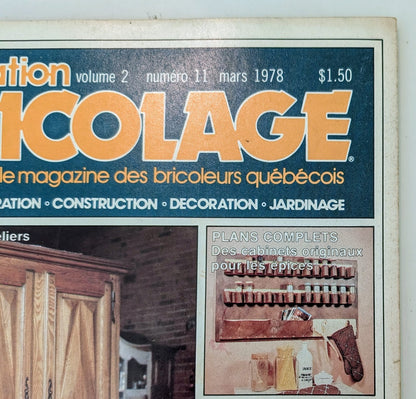 ation volume 2 numéro 11 mars 1978 $1.50
ICOLAGE®
le magazine des bricoleurs québécois
RATION • CONSTRUCTION • DECORATION • JARDINAGE
eliers
PLANS COMPLETS
Des cabinets originaux
pour les épices